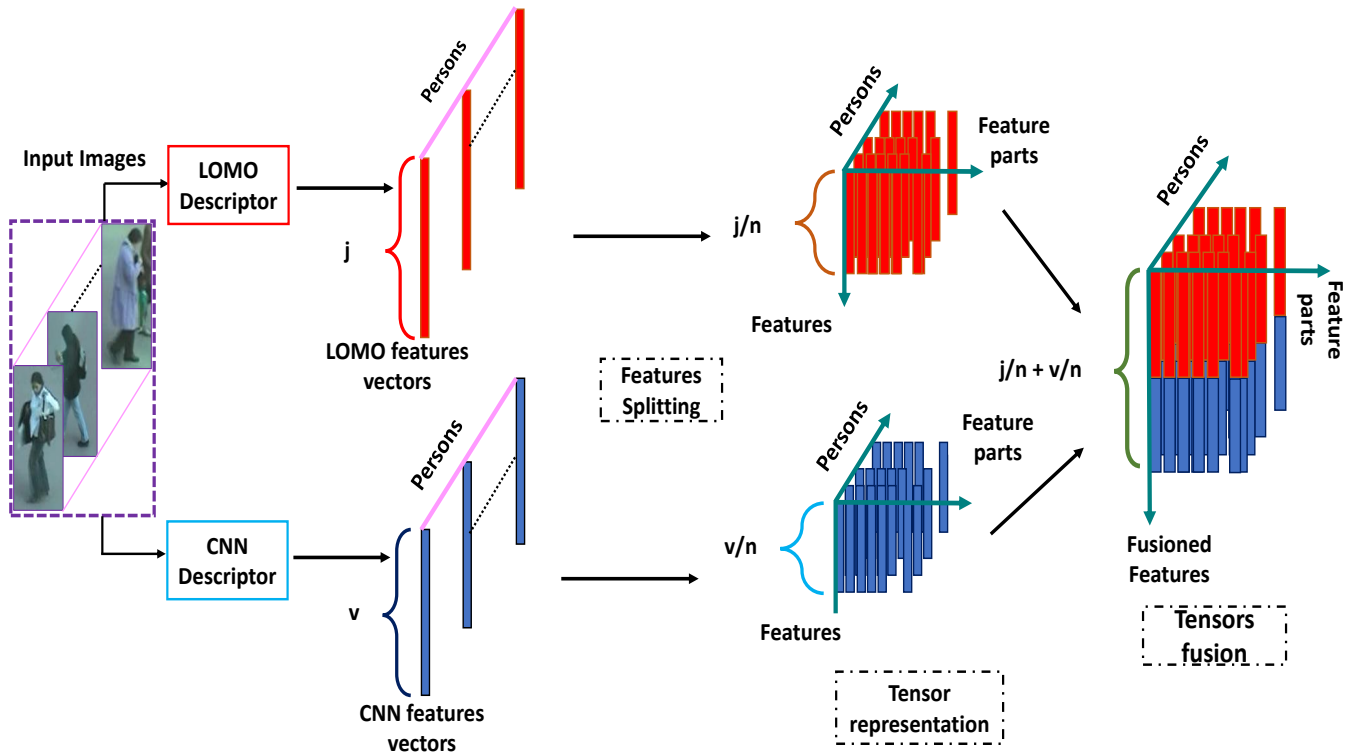 Input Images
LOMO
Descriptor
Persons
j
LOMO features
vectors
CNN
Descriptor
Persons
v
CNN features
vectors
Features
Splitting
Persons
Feature
parts
j/n
Features
Persons
Feature
parts
v/n
Features
Tensor
representation
Persons
Feature
parts
j/n + v/n
Fusioned
Features
Tensors
fusion